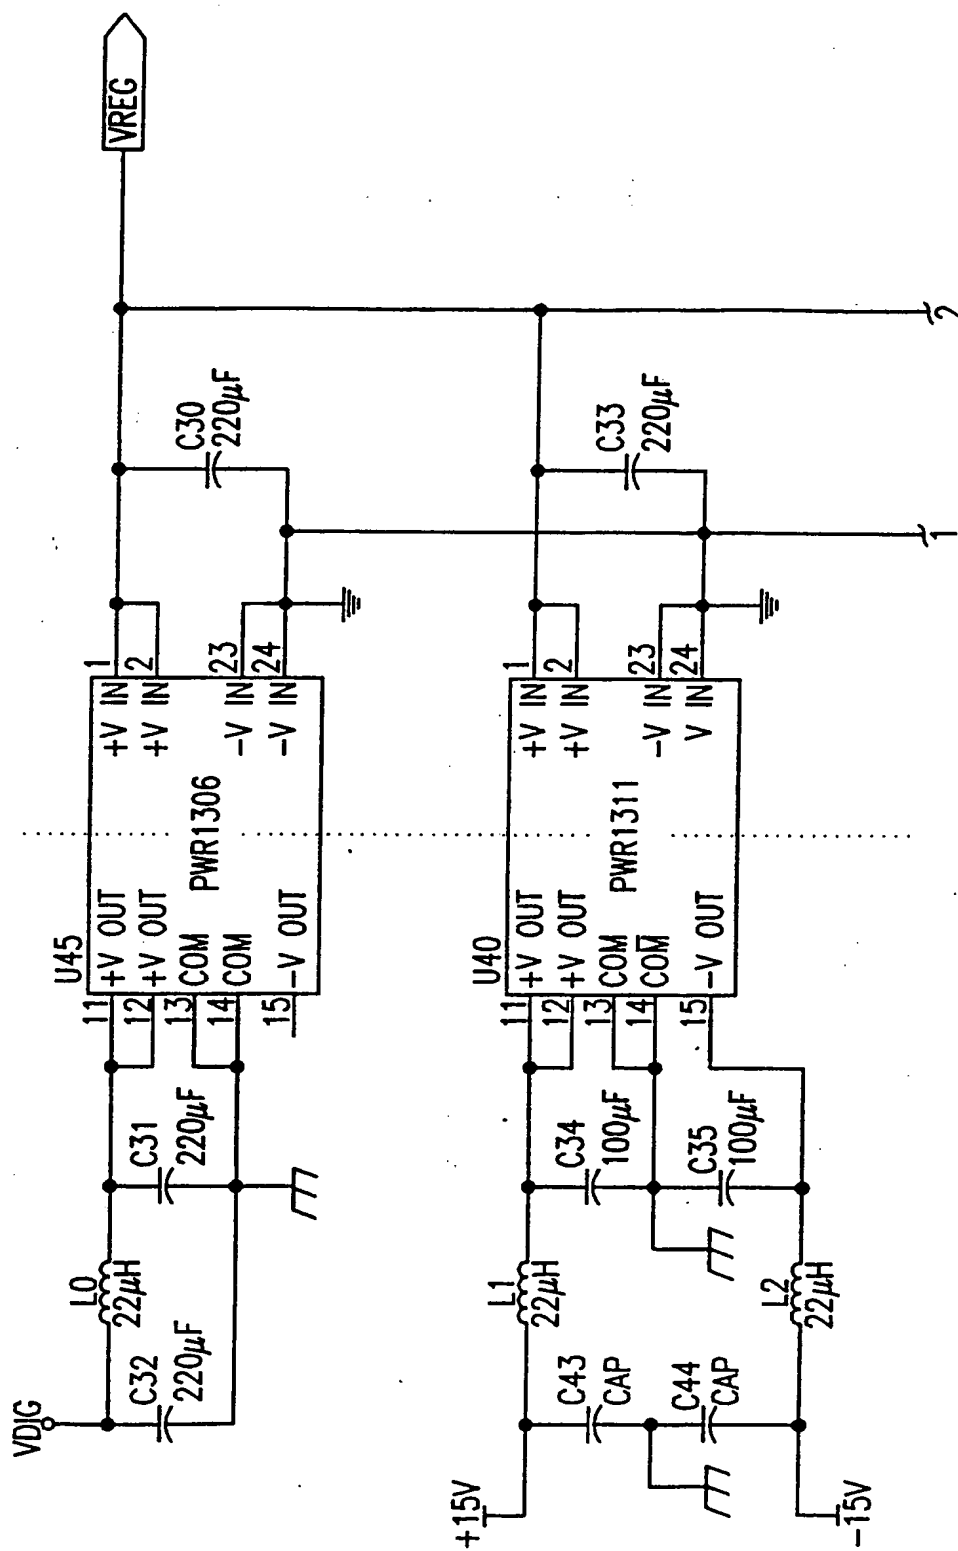 VREG
C30
220μF
C33
220μF
2
1
1
2
23
24
+V IN
+V IN
-V IN
-V IN
PWR1306
U45
+V OUT
+V OUT
COM
COM
-V OUT
11
12
13
14
15
C31
220μF
L0
22μH
C32
220μF
VDIG
1
2
23
24
+V IN
+V IN
-V IN
V IN
PWR1311
U40
+V OUT
+V OUT
COM
C̅O̅M̅
-V OUT
11
12
13
14
15
C34
100μF
C35
100μF
L1
22μH
L2
22μH
C43
CAP
C44
CAP
+15V
-15V